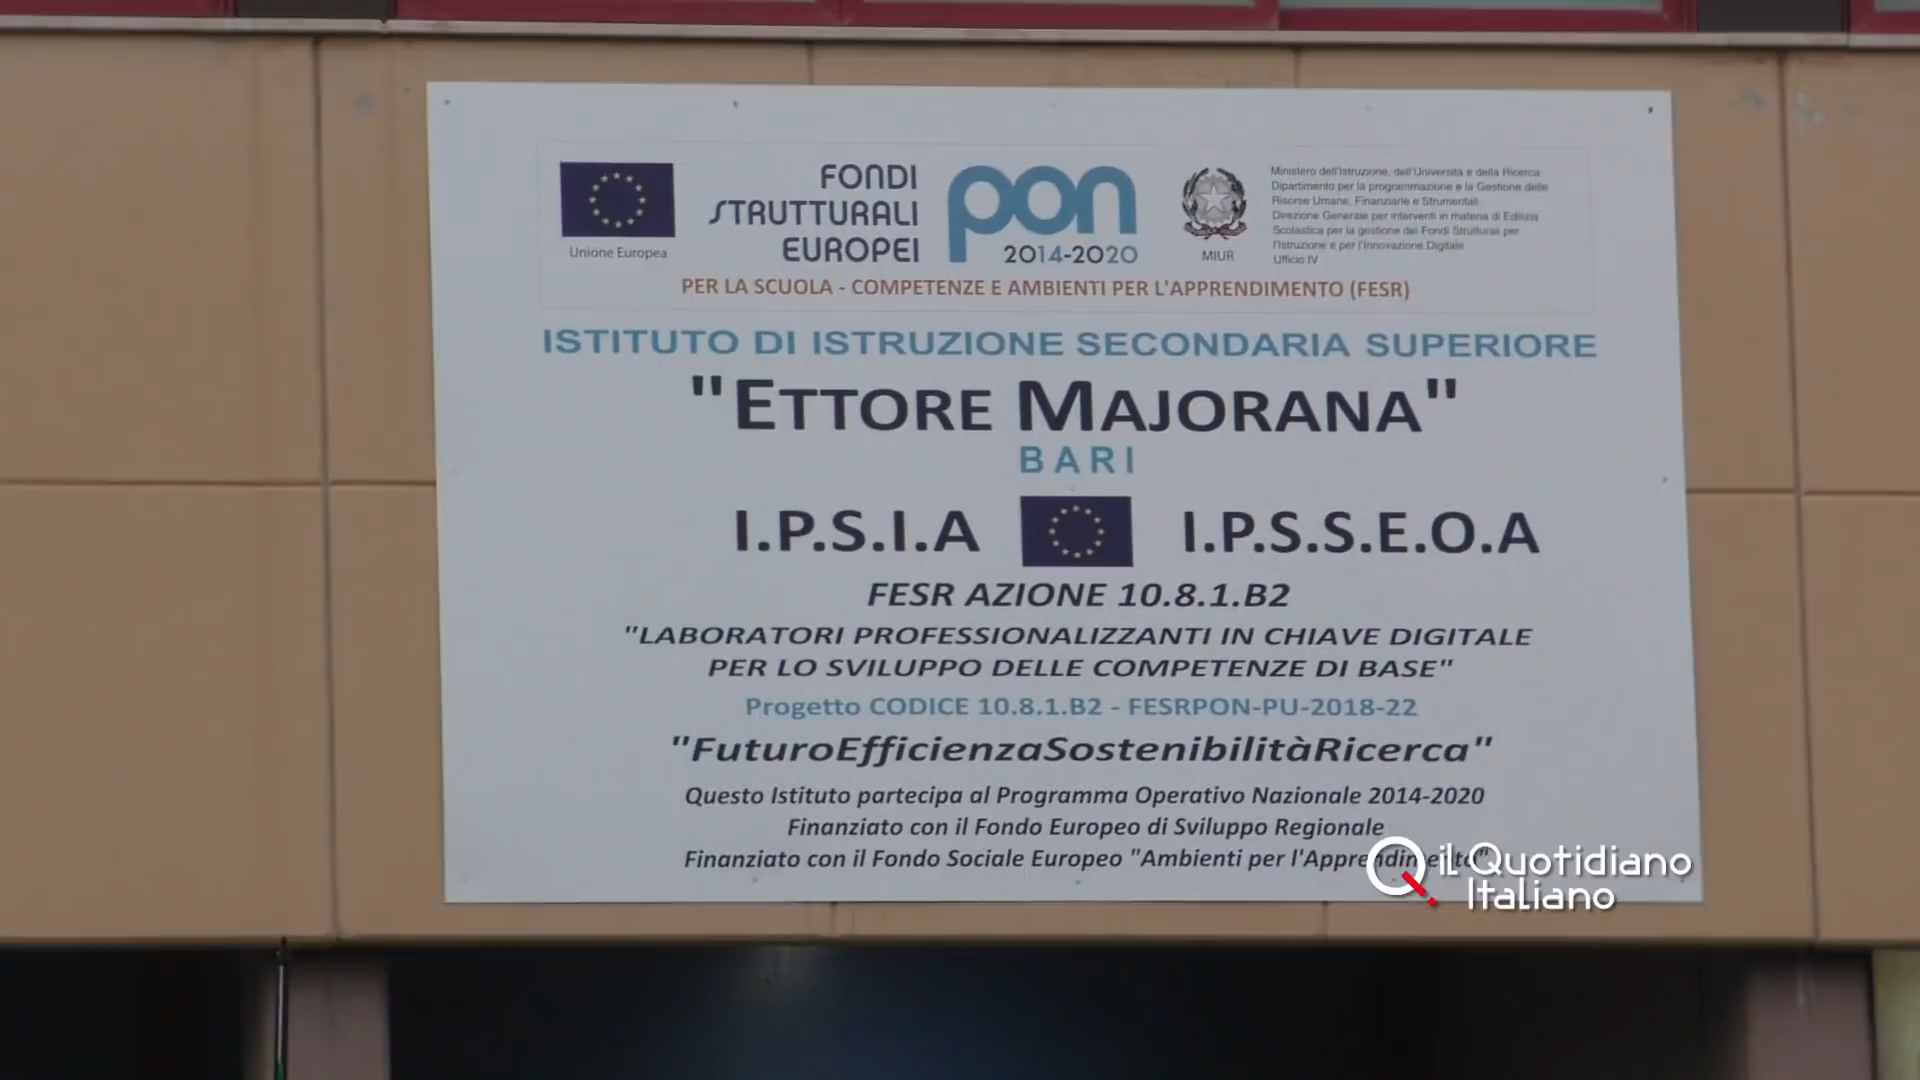 Unione Europea
FONDI
STRUTTURALI
EUROPEI
pon
2014-2020
MIUR
Ministero dell'Istruzione, dell'Università e della Ricerca
Dipartimento per la programmazione e la Gestione delle
Risorse Umane, Finanziarie e Strumentali
Direzione Generale per interventi in materia di Edilizia
Scolastica per la gestione dei Fondi Strutturali per
l'Istruzione e per l'Innovazione Digitale
Ufficio IV
PER LA SCUOLA - COMPETENZE E AMBIENTI PER L'APPRENDIMENTO (FESR)
ISTITUTO DI ISTRUZIONE SECONDARIA SUPERIORE
"ETTORE MAJORANA"
BARI
I.P.S.I.A I.P.S.S.E.O.A
FESR AZIONE 10.8.1.B2
"LABORATORI PROFESSIONALIZZANTI IN CHIAVE DIGITALE
PER LO SVILUPPO DELLE COMPETENZE DI BASE"
Progetto CODICE 10.8.1.B2 - FESRPON-PU-2018-22
"FuturoEfficienzaSostenibilitàRicerca"
Questo Istituto partecipa al Programma Operativo Nazionale 2014-2020
Finanziato con il Fondo Europeo di Sviluppo Regionale
Finanziato con il Fondo Sociale Europeo "Ambienti per l'Apprendimento"
il Quotidiano
Italiano